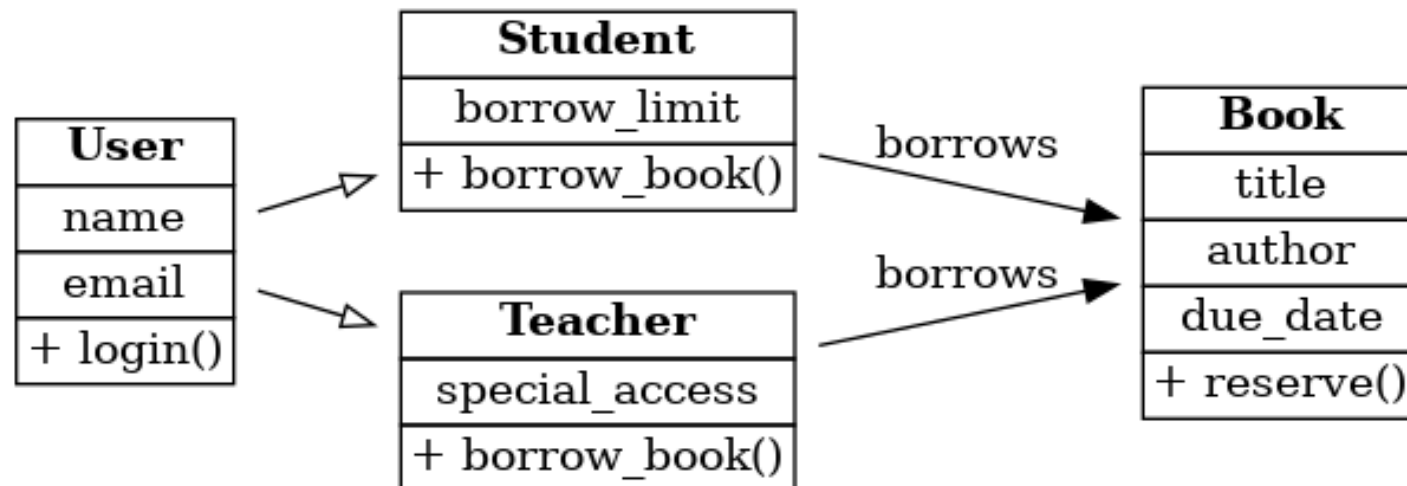 User
name
email
+ login()
Student
borrow_limit
+ borrow_book()
Teacher
special_access
+ borrow_book()
borrows
borrows
Book
title
author
due_date
+ reserve()